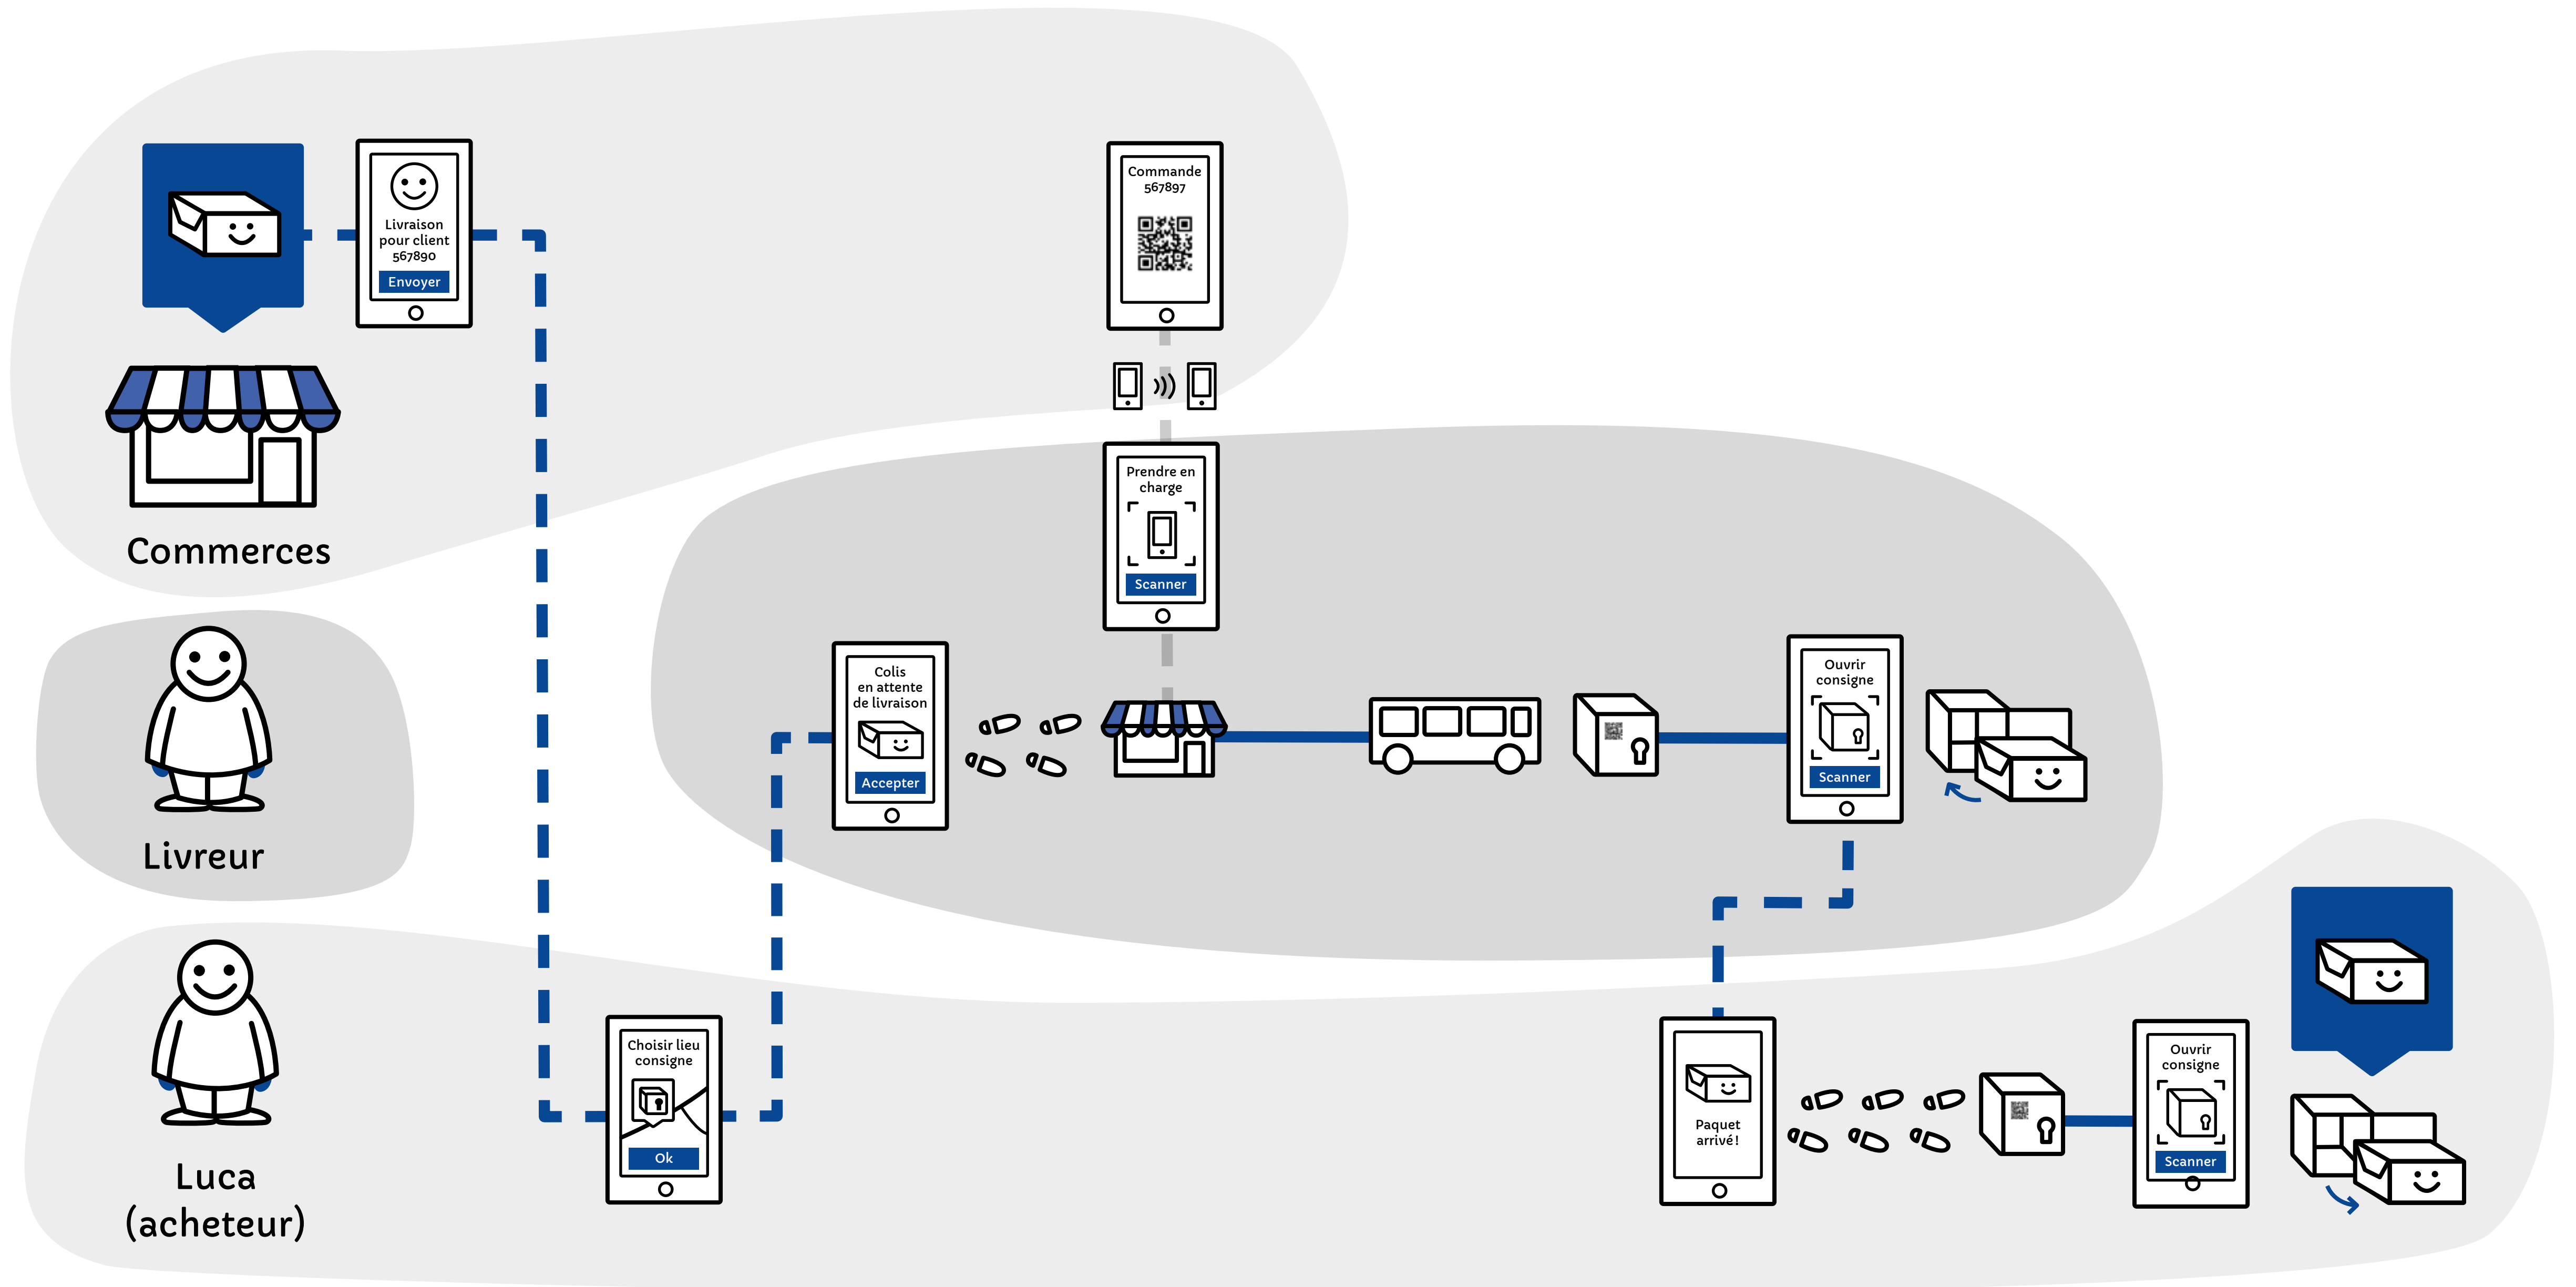 Livraison
pour client
567890
Envoyer
Commande
567897
Commerces
Prendre en
charge
Scanner
Livreur
Colis
en attente
de livraison
Accepter
Ouvrir
consigne
Scanner
Luca
(acheteur)
Choisir lieu
consigne
Ok
Paquet
arrivé!
Ouvrir
consigne
Scanner